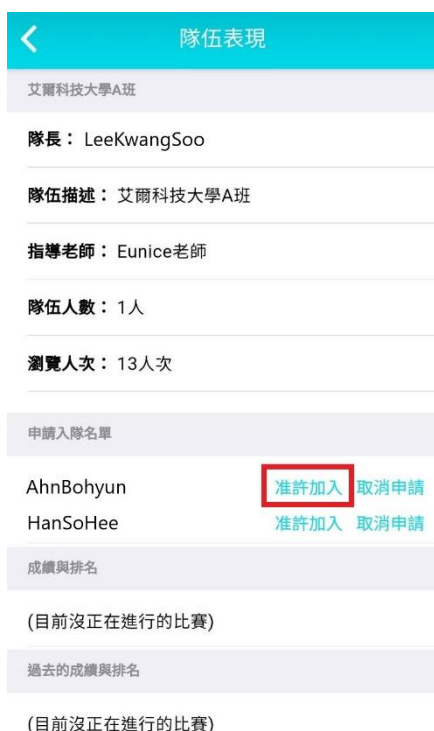 隊伍表現
艾爾科技大學A班
隊長： LeeKwangSoo
隊伍描述： 艾爾科技大學A班
指導老師： Eunice老師
隊伍人數： 1人
瀏覽人次： 13人次
申請入隊名單
AhnBohyun 准許加入 取消申請
HanSoHee 准許加入 取消申請
成績與排名
(目前沒正在進行的比賽)
過去的成績與排名
(目前沒正在進行的比賽)